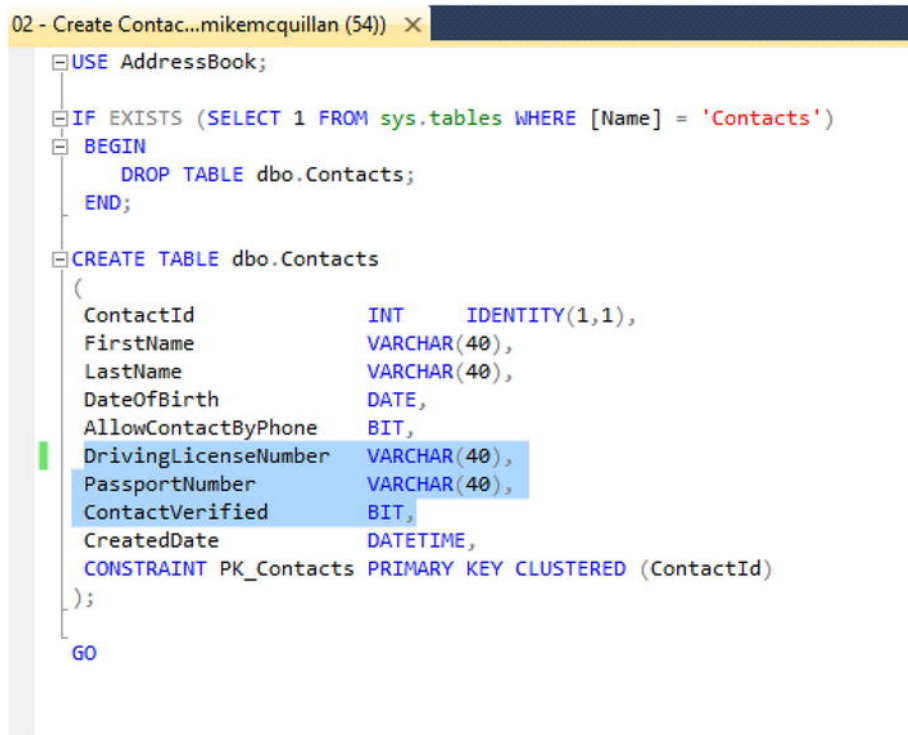 02 - Create Contac...mikemcquillan (54))
USE AddressBook;
IF EXISTS (SELECT 1 FROM sys.tables WHERE [Name] = 'Contacts')
BEGIN
DROP TABLE dbo.Contacts;
END;
CREATE TABLE dbo.Contacts
(
ContactId INT IDENTITY(1,1),
FirstName VARCHAR(40),
LastName VARCHAR(40),
DateOfBirth DATE,
AllowContactByPhone BIT,
DrivingLicenseNumber VARCHAR(40),
PassportNumber VARCHAR(40),
ContactVerified BIT,
CreatedDate DATETIME,
CONSTRAINT PK_Contacts PRIMARY KEY CLUSTERED (ContactId)
);
GO